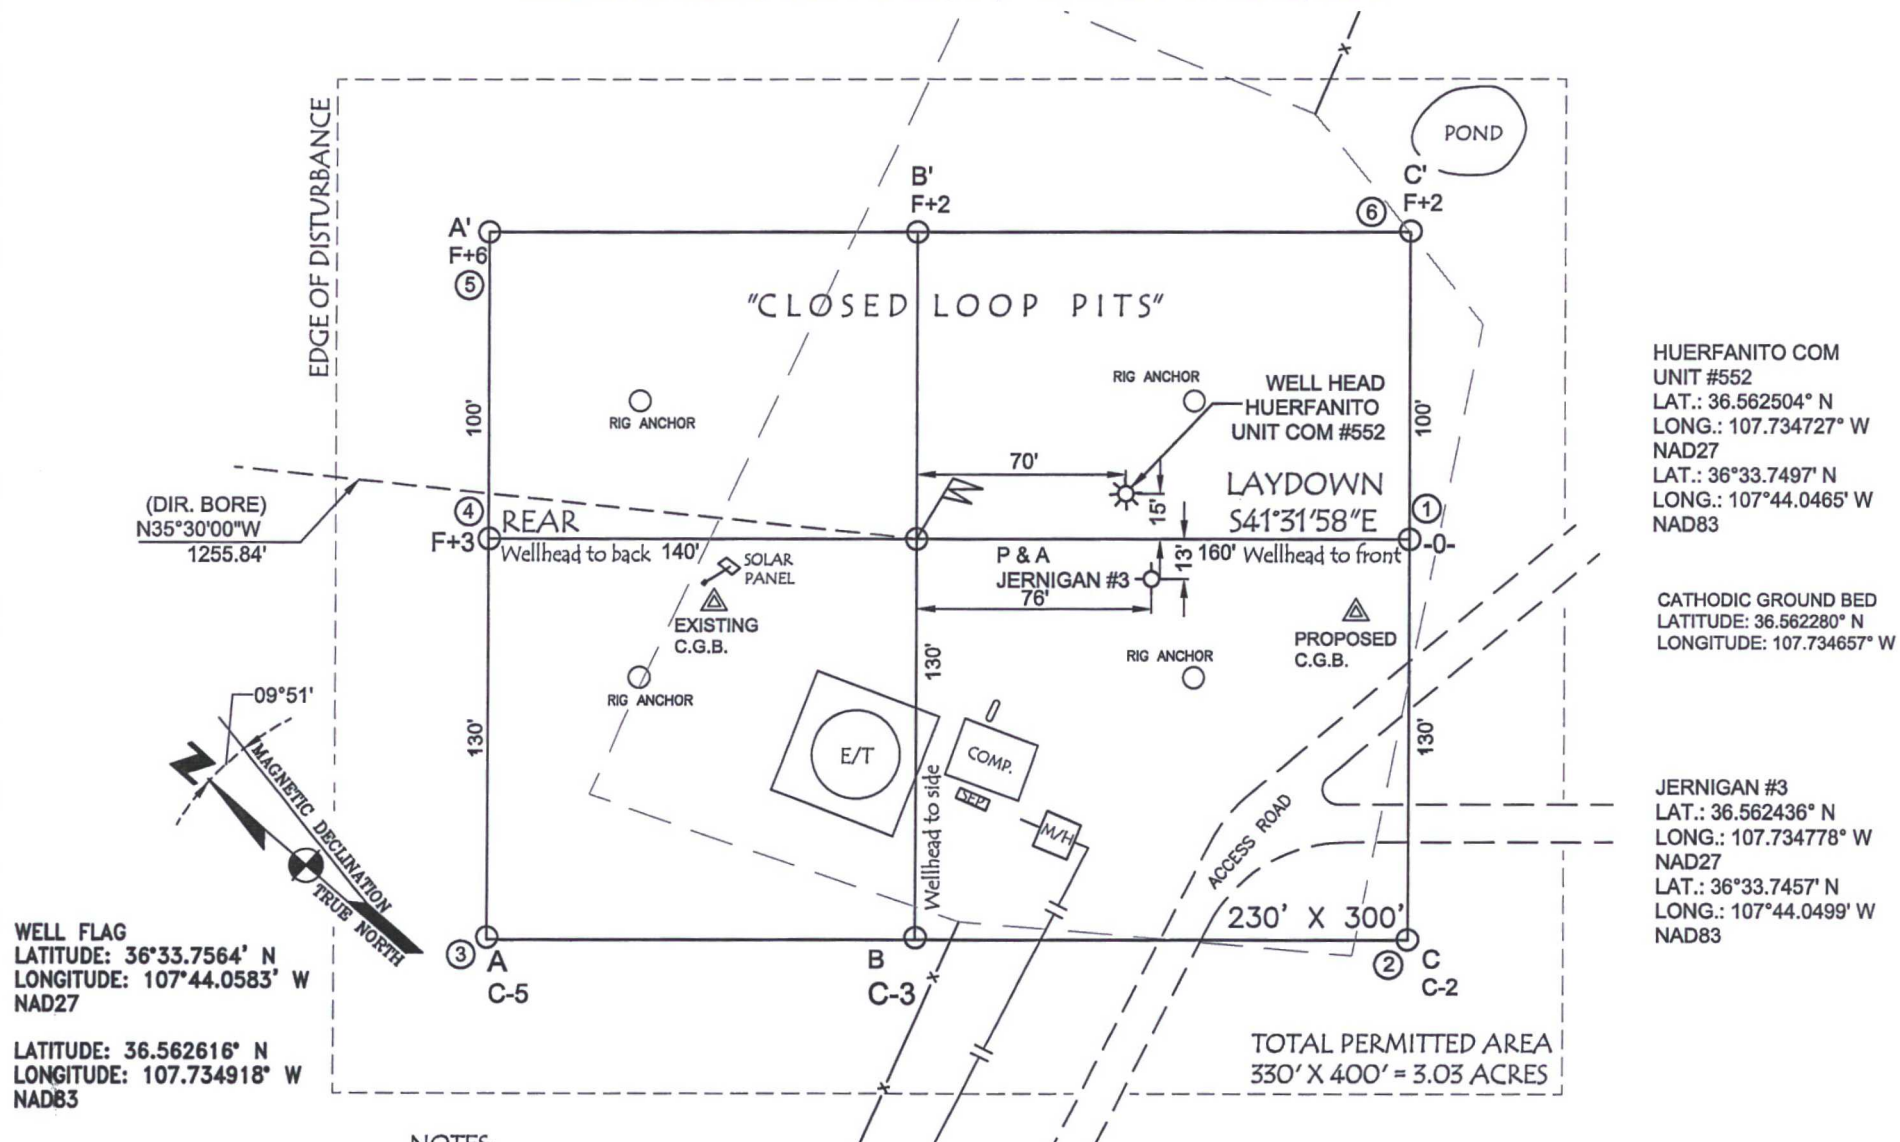 EDGE OF DISTURBANCE
POND
B'
F+2
C'
F+2
6
A'
F+6
5
"CLOSED LOOP PITS"
100'
RIG ANCHOR
RIG ANCHOR
WELL HEAD
HUERFANITO
UNIT COM #552
100'
70'
15'
LAYDOWN
S41°31'58"E
1
-0-
4
REAR
F+3
Wellhead to back 140'
(DIR. BORE)
N35°30'00"W
1255.84'
P & A
JERNIGAN #3
13'
160' Wellhead to front
76'
SOLAR
PANEL
EXISTING
C.G.B.
PROPOSED
C.G.B.
RIG ANCHOR
RIG ANCHOR
130'
130'
130'
Wellhead to side
E/T
COMP.
SEP.
M/H
ACCESS ROAD
230' X 300'
3
A
C-5
B
C-3
2
C
C-2
TOTAL PERMITTED AREA
330' X 400' = 3.03 ACRES
09°51'
N
MAGNETIC DECLINATION
TRUE NORTH
WELL FLAG
LATITUDE: 36°33.7564' N
LONGITUDE: 107°44.0583' W
NAD27
LATITUDE: 36.562616° N
LONGITUDE: 107.734918° W
NAD83
HUERFANITO COM
UNIT #552
LAT.: 36.562504° N
LONG.: 107.734727° W
NAD27
LAT.: 36°33.7497' N
LONG.: 107°44.0465' W
NAD83
CATHODIC GROUND BED
LATITUDE: 36.562280° N
LONGITUDE: 107.734657° W
JERNIGAN #3
LAT.: 36.562436° N
LONG.: 107.734778° W
NAD27
LAT.: 36°33.7457' N
LONG.: 107°44.0499' W
NAD83
NOTES